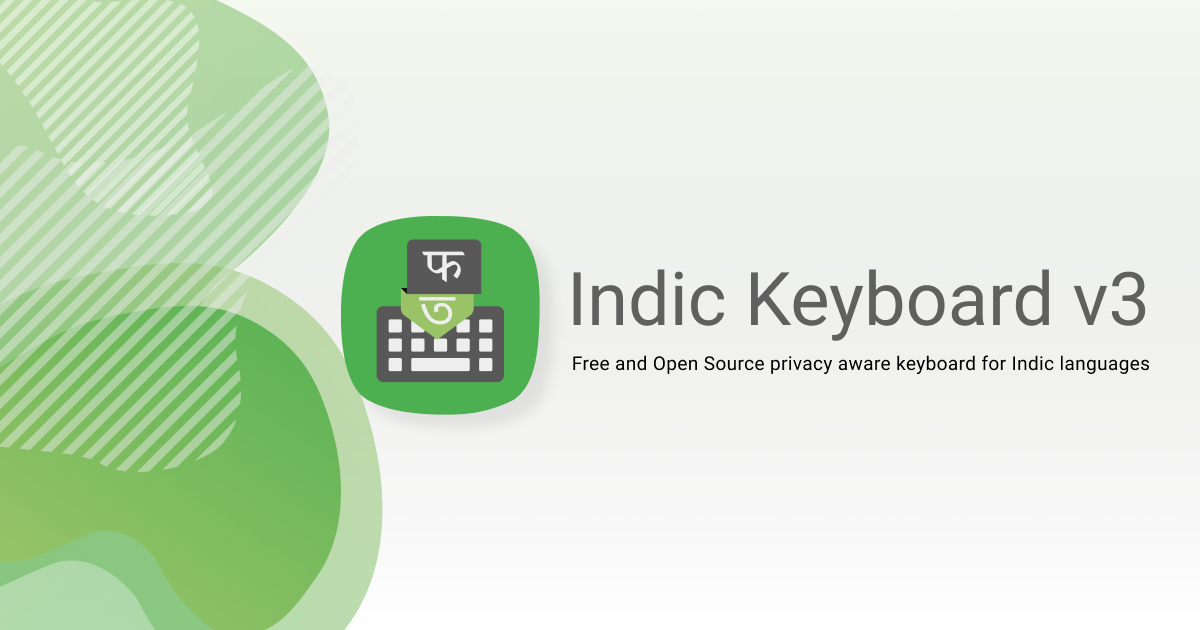 फ
ত
Indic Keyboard v3
Free and Open Source privacy aware keyboard for Indic languages